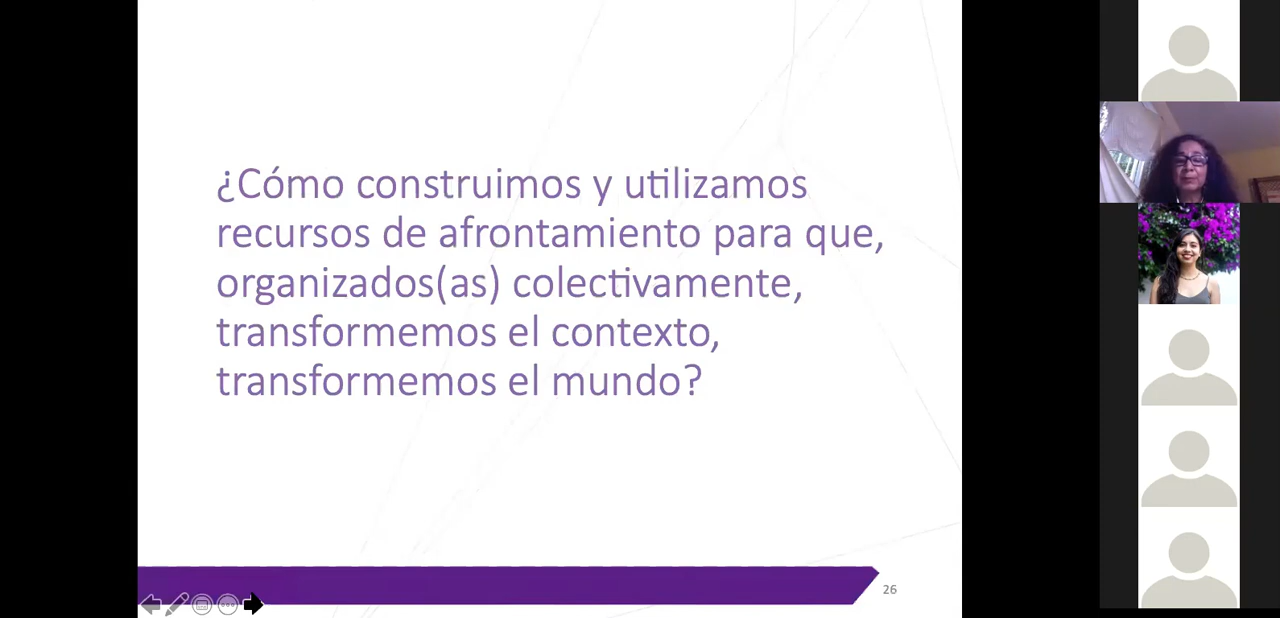 ¿Cómo construimos y utilizamos
recursos de afrontamiento para que,
organizados(as) colectivamente,
transformemos el contexto,
transformemos el mundo?
26